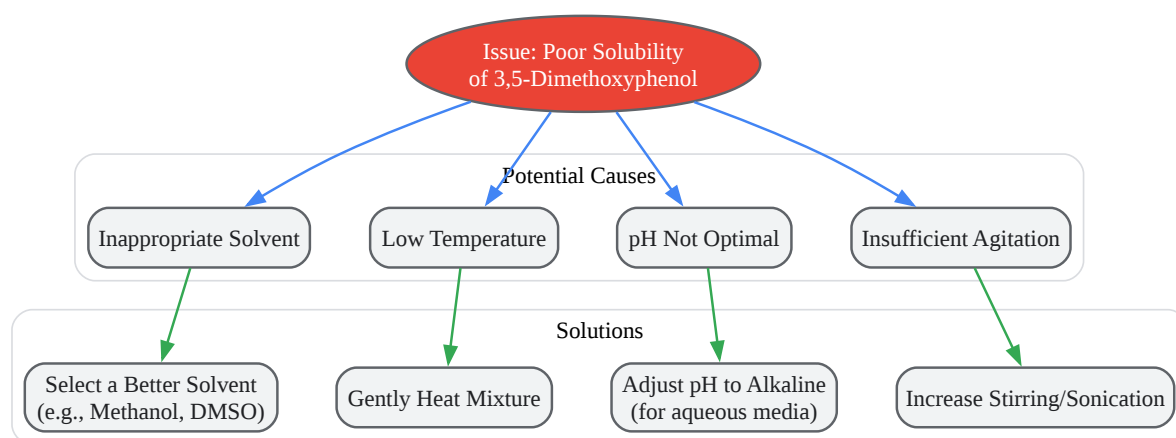 Issue: Poor Solubility
of 3,5-Dimethoxyphenol
Potential Causes
Inappropriate Solvent
Low Temperature
pH Not Optimal
Insufficient Agitation
Solutions
Select a Better Solvent
(e.g., Methanol, DMSO)
Gently Heat Mixture
Adjust pH to Alkaline
(for aqueous media)
Increase Stirring/Sonication